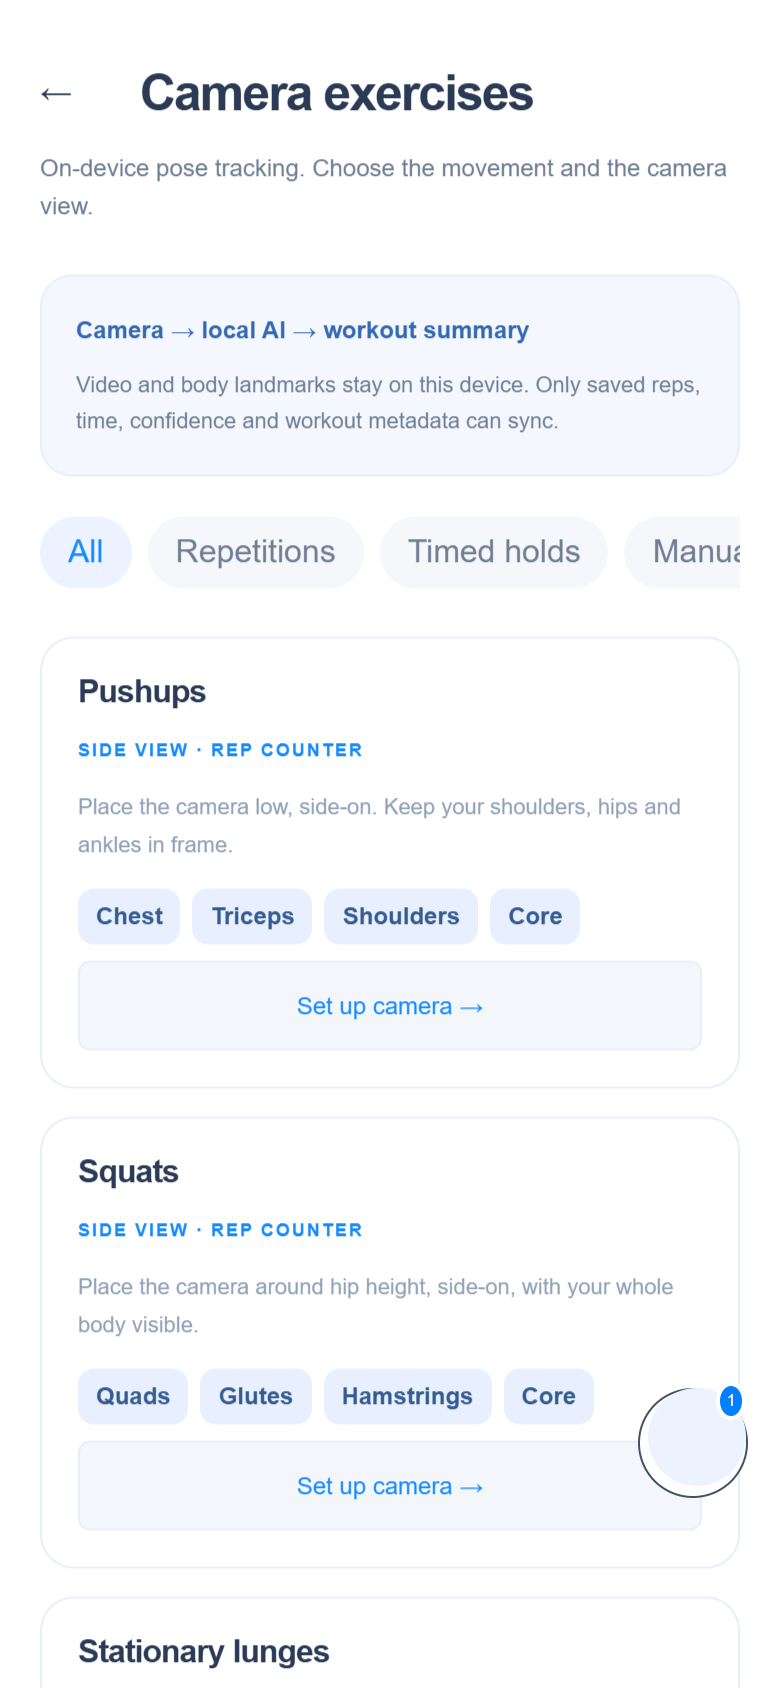 ← Camera exercises
On-device pose tracking. Choose the movement and the camera
view.
Camera → local AI → workout summary
Video and body landmarks stay on this device. Only saved reps,
time, confidence and workout metadata can sync.
All Repetitions Timed holds Manua
Pushups
SIDE VIEW · REP COUNTER
Place the camera low, side-on. Keep your shoulders, hips and
ankles in frame.
Chest Triceps Shoulders Core
Set up camera →
Squats
SIDE VIEW · REP COUNTER
Place the camera around hip height, side-on, with your whole
body visible.
Quads Glutes Hamstrings Core
1
Set up camera →
Stationary lunges